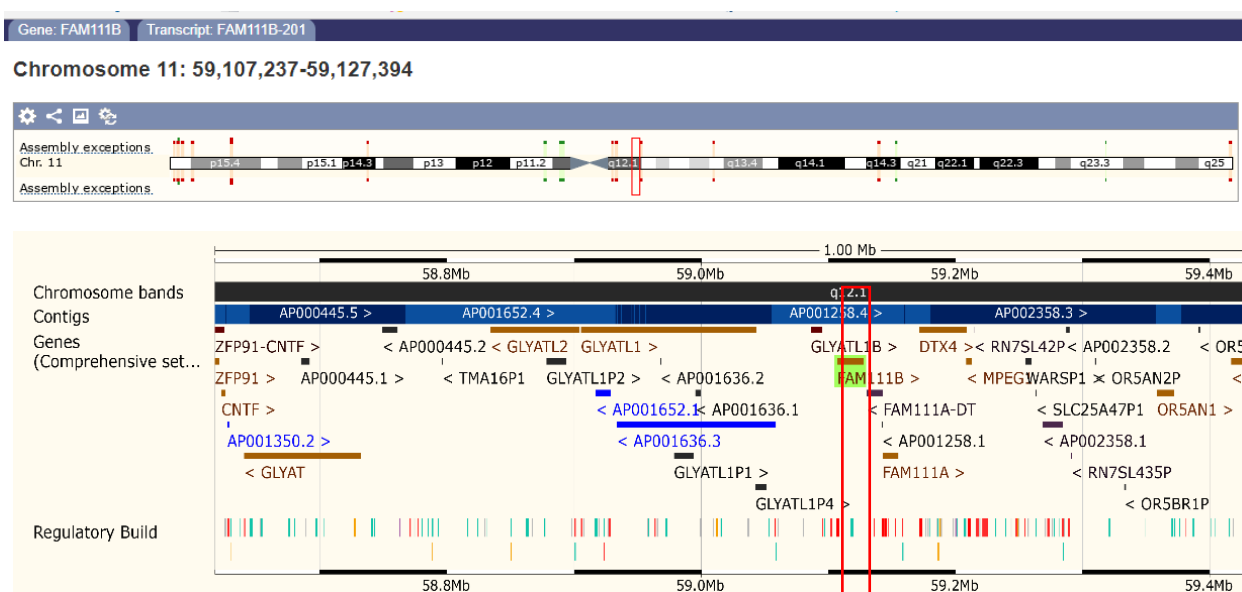 Gene: FAM111B Transcript: FAM111B-201
Chromosome 11: 59,107,237-59,127,394
Assembly exceptions
Chr. 11 p15.4 p15.1 p14.3 p13 p12 p11.2 q12.1 q13.4 q14.1 q14.3 q21 q22.1 q22.3 q23.3 q25
Assembly exceptions
1.00 Mb
58.8Mb 59.0Mb 59.2Mb 59.4Mb
Chromosome bands q12.1
Contigs AP000445.5 > AP001652.4 > AP001258.4 > AP002358.3 >
Genes
(Comprehensive set...
ZFP91-CNTF > < AP000445.2 < GLYATL2 GLYATL1 > GLYATL1B > DTX4 > < RN7SL42P < AP002358.2 < OR5
ZFP91 > AP000445.1 > < TMA16P1 GLYATL1P2 > < AP001636.2 FAM111B > < MPEG1 WARSP1 > < OR5AN2P
CNTF > < AP001652.1 < AP001636.1 < FAM111A-DT < SLC25A47P1 OR5AN1 >
AP001350.2 > < AP001636.3 < AP001258.1 < AP002358.1
< GLYAT GLYATL1P1 > FAM111A > < RN7SL435P
GLYATL1P4 > < OR5BR1P
Regulatory Build
58.8Mb 59.0Mb 59.2Mb 59.4Mb